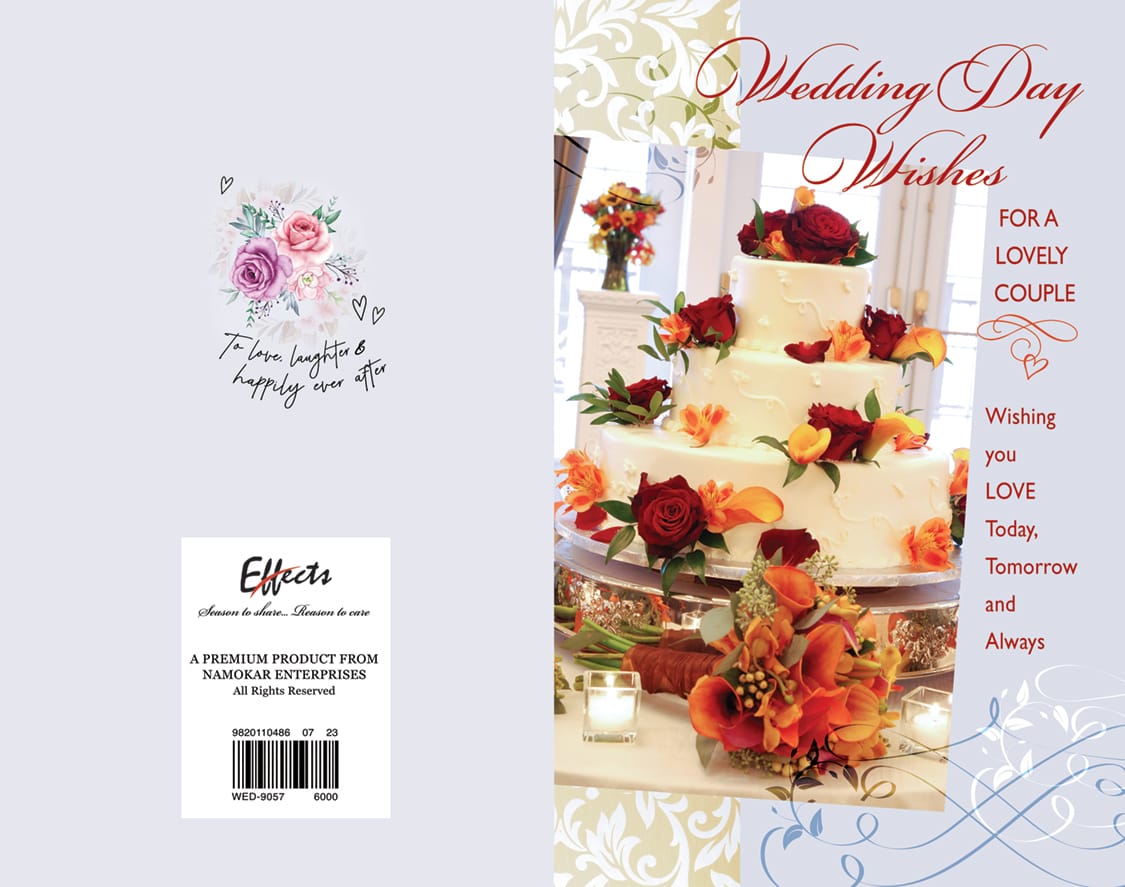 To love, laughter &
happily ever after
Effects
Season to share... Reason to care
A PREMIUM PRODUCT FROM
NAMOKAR ENTERPRISES
All Rights Reserved
9820110486 07 23
WED-9057 6000
Wedding Day
Wishes
FOR A
LOVELY
COUPLE
Wishing
you
LOVE
Today,
Tomorrow
and
Always